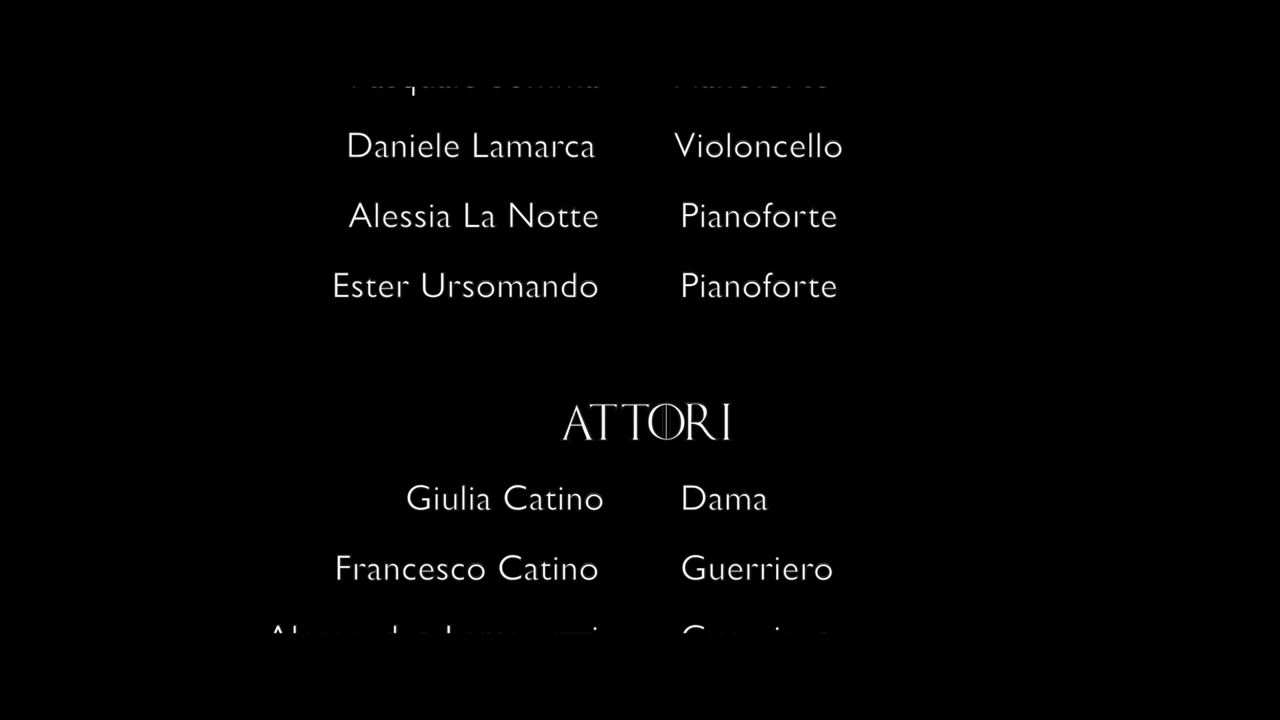 Daniele Lamarca Violoncello
Alessia La Notte Pianoforte
Ester Ursomando Pianoforte
ATTORI
Giulia Catino Dama
Francesco Catino Guerriero